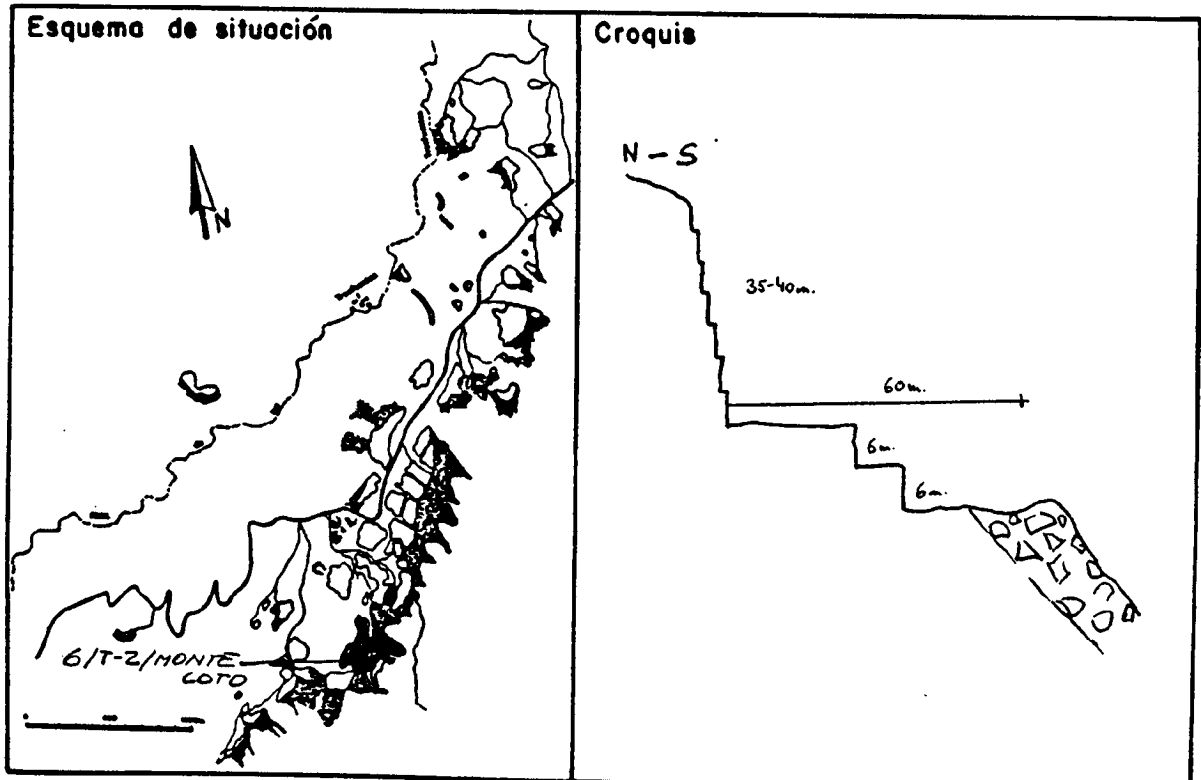 Esquema de situación
N
6/T-2/MONTE
COTO
Croquis
N-S
35-40m.
60m.
6m.
6m.